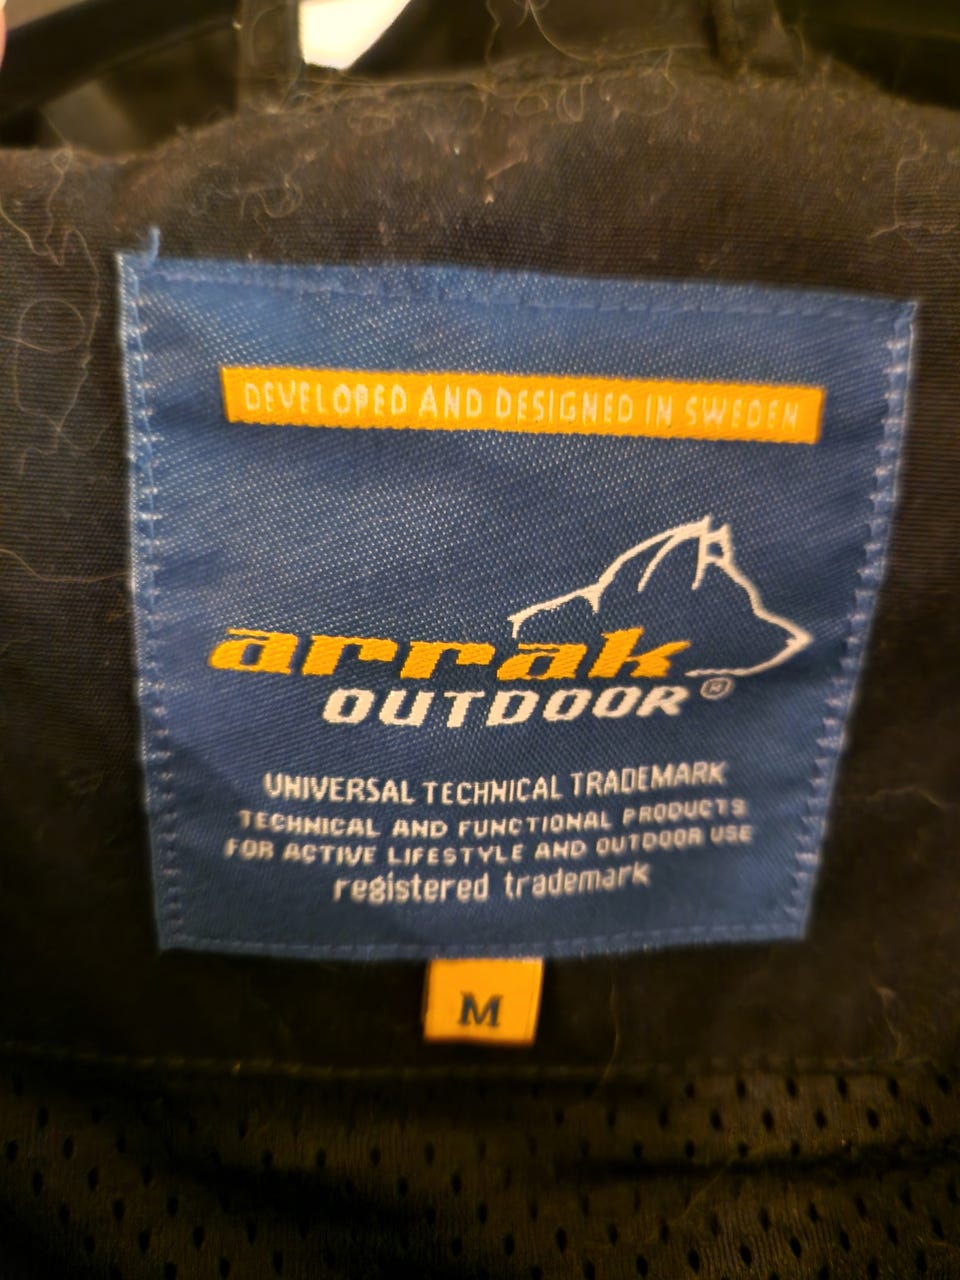 DEVELOPED AND DESIGNED IN SWEDEN
arrak
OUTDOOR®
UNIVERSAL TECHNICAL TRADEMARK
TECHNICAL AND FUNCTIONAL PRODUCTS
FOR ACTIVE LIFESTYLE AND OUTDOOR USE
registered trademark
M